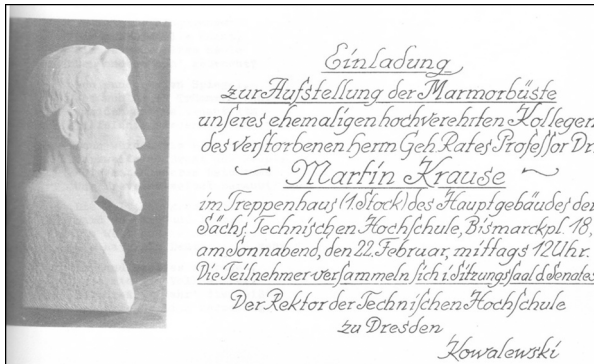 Einladung
zur Aufstellung der Marmorbüste
unſeres ehemaligen hochverehrten Kollegen
des verſtorbenen Herrn Geh. Rates Profeſſor Dr.
Martin Krause
im Treppenhaus (1. Stock) des Hauptgebäudes der
Sächs. Techniſchen Hochſchule, Bismarckpl. 18,
am Sonnabend, den 22. Februar, mittags 12 Uhr.
Die Teilnehmer verſammeln ſich i. Sitzungsſaal d. Senates
Der Rektor der Techniſchen Hochſchule
zu Dresden
Kowalewski